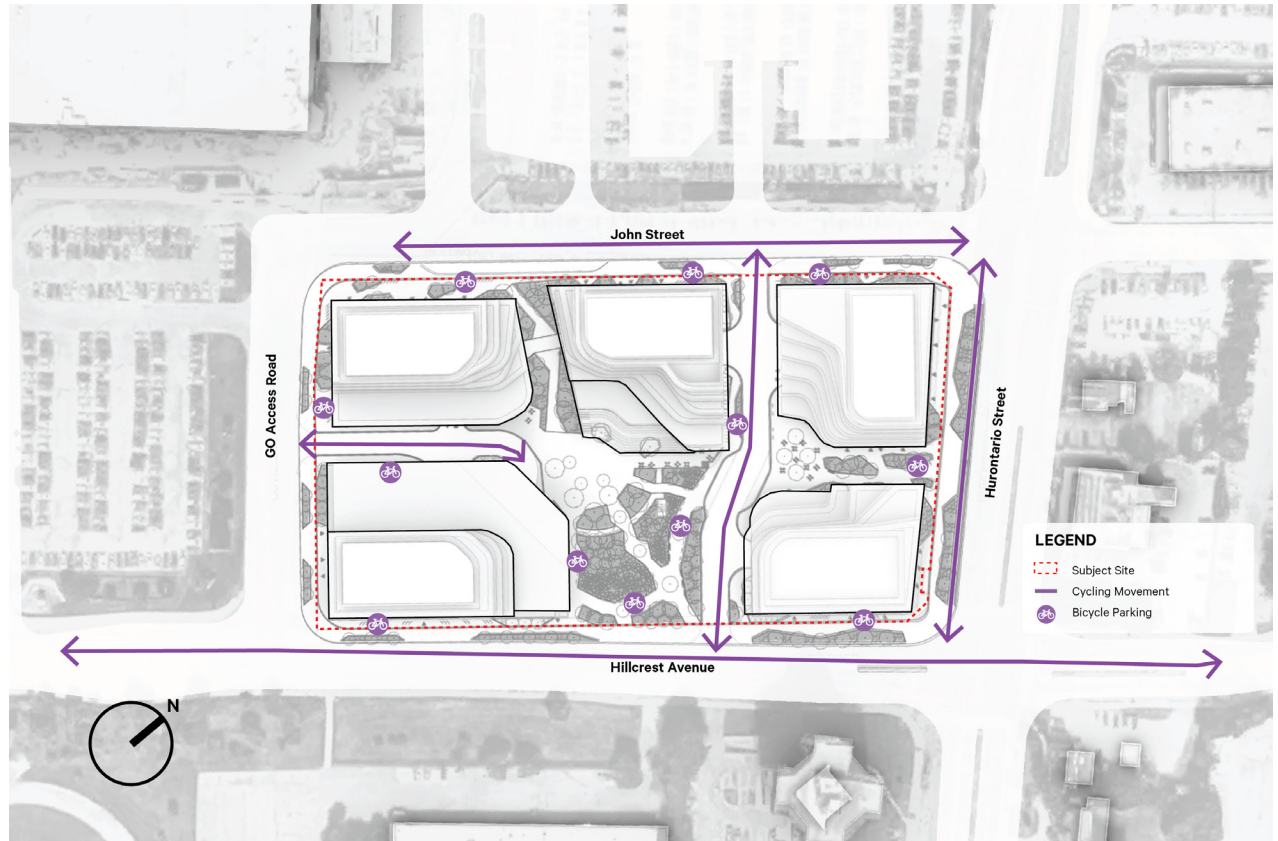 John Street
GO Access Road
Hurontario Street
LEGEND
Subject Site
Cycling Movement
Bicycle Parking
Hillcrest Avenue
N